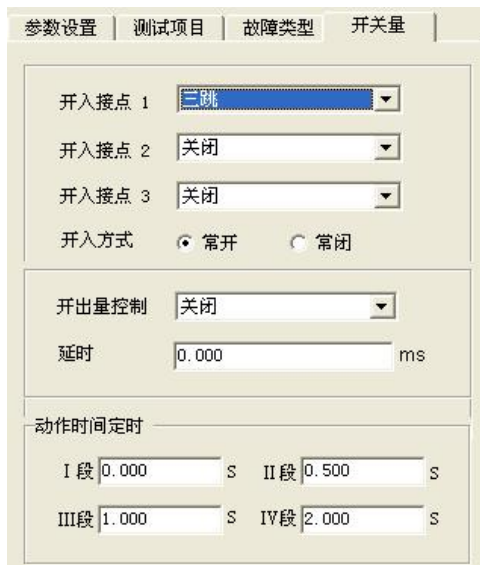 参数设置 测试项目 故障类型 开关量
开入接点 1 三跳
开入接点 2 关闭
开入接点 3 关闭
开入方式 常开 常闭
开出量控制 关闭
延时 0.000 ms
动作时间定时
I 段 0.000 S II 段 0.500 S
III段 1.000 S IV段 2.000 S